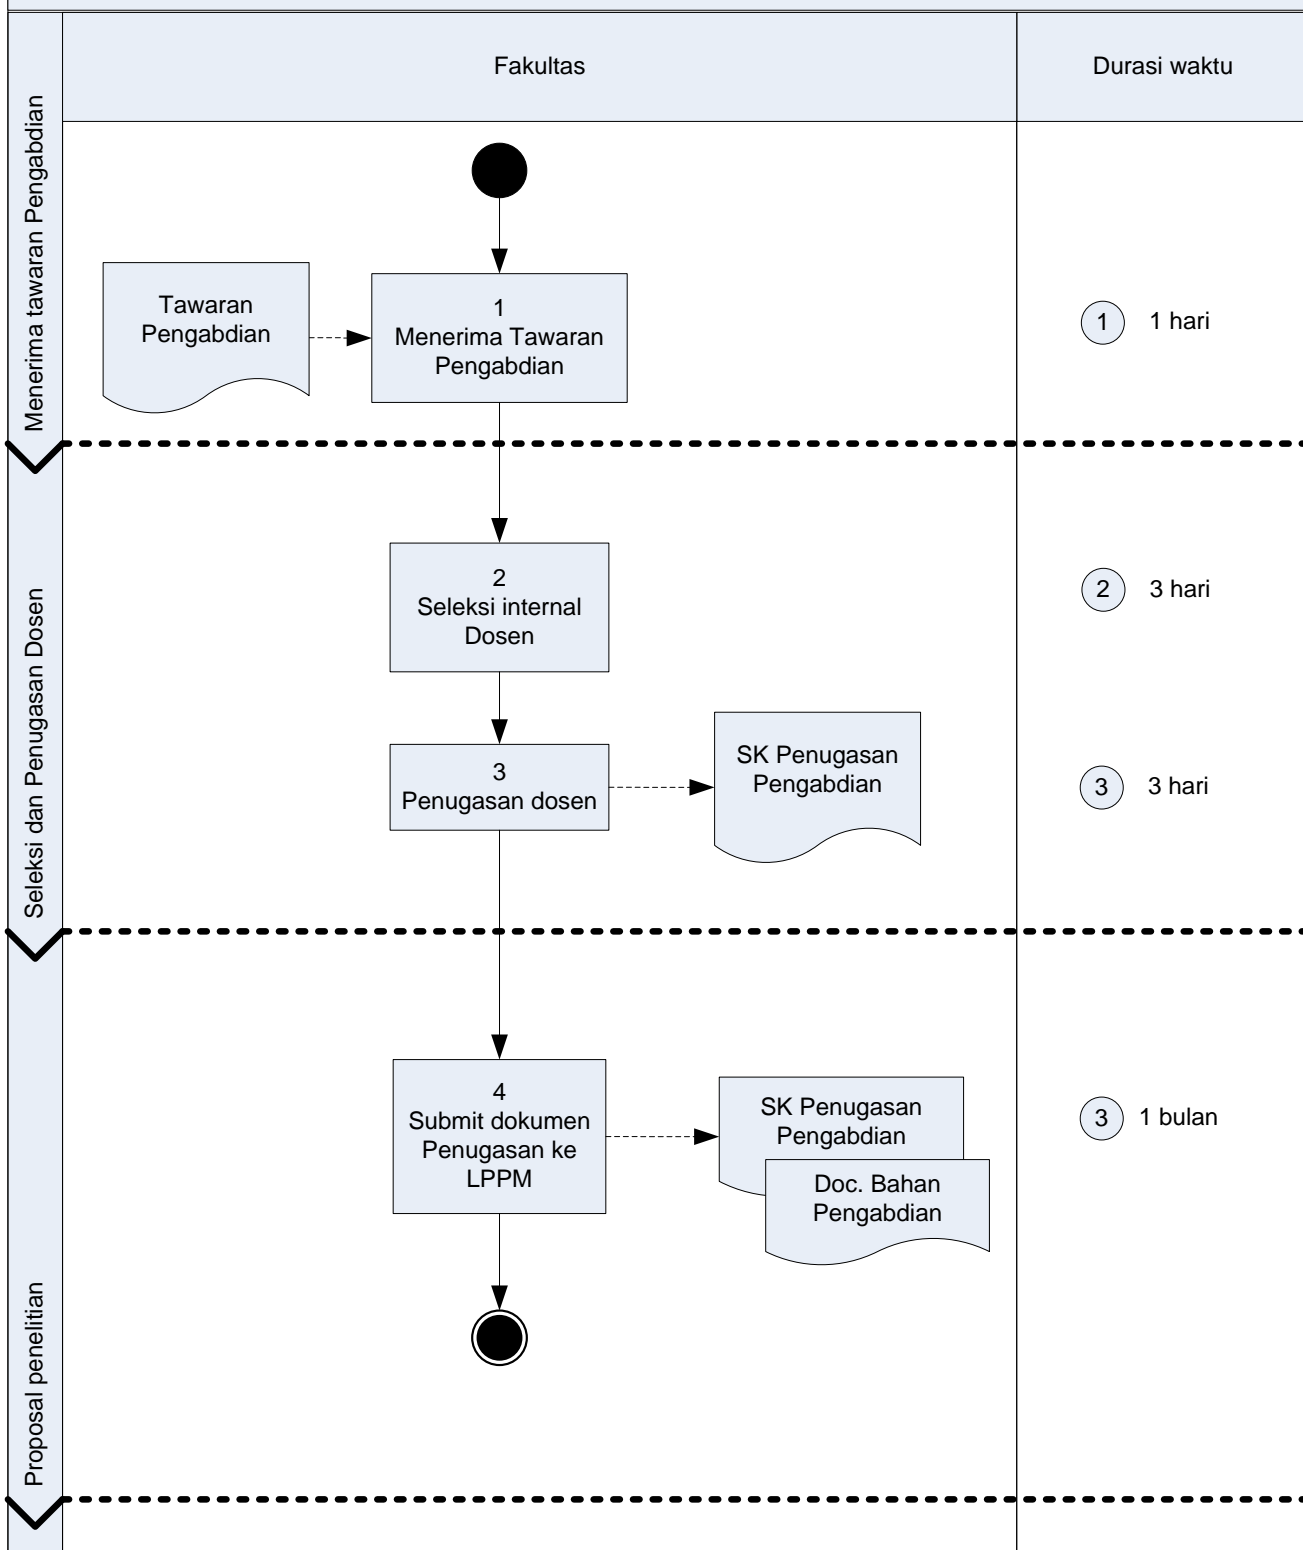 Fakultas
Durasi waktu
Menerima tawaran Pengabdian
Tawaran
Pengabdian
1
Menerima Tawaran
Pengabdian
1
1 hari
Seleksi dan Penugasan Dosen
2
Seleksi internal
Dosen
2
3 hari
3
Penugasan dosen
SK Penugasan
Pengabdian
3
3 hari
Proposal penelitian
4
Submit dokumen
Penugasan ke
LPPM
SK Penugasan
Pengabdian
Doc. Bahan
Pengabdian
3
1 bulan